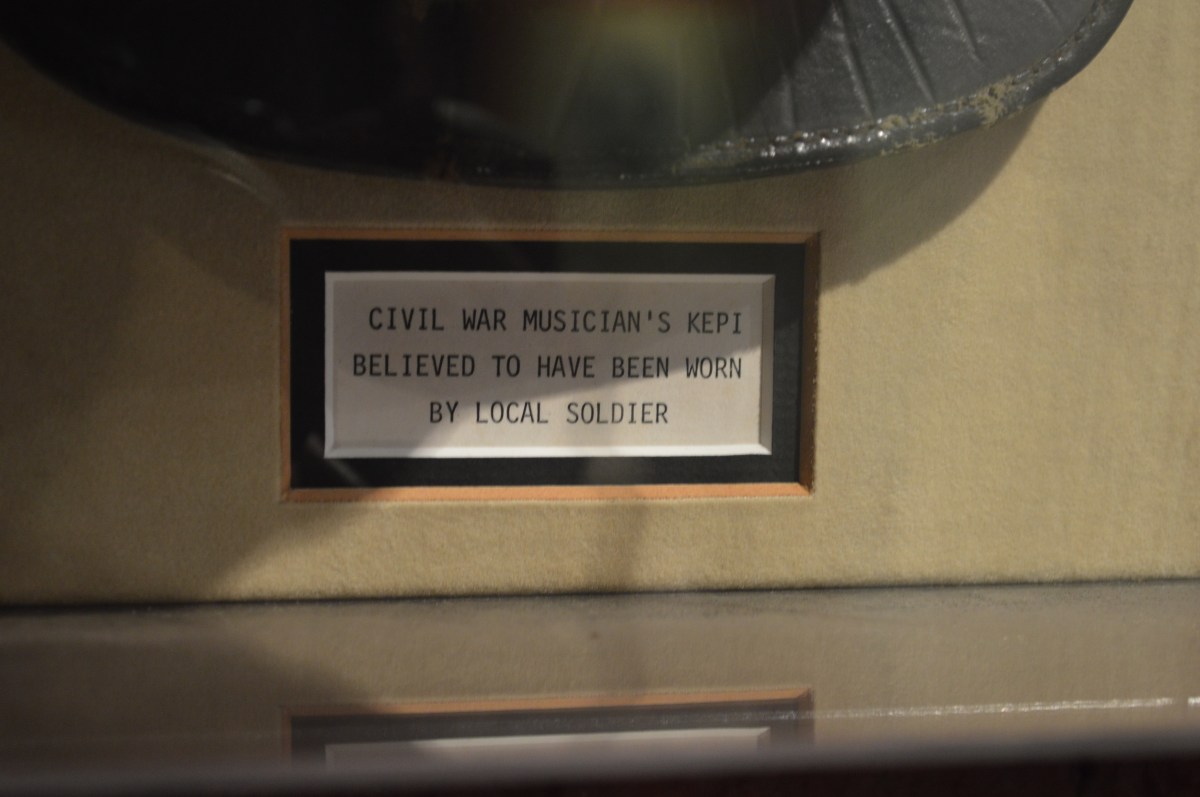 CIVIL WAR MUSICIAN'S KEPI
BELIEVED TO HAVE BEEN WORN
BY LOCAL SOLDIER